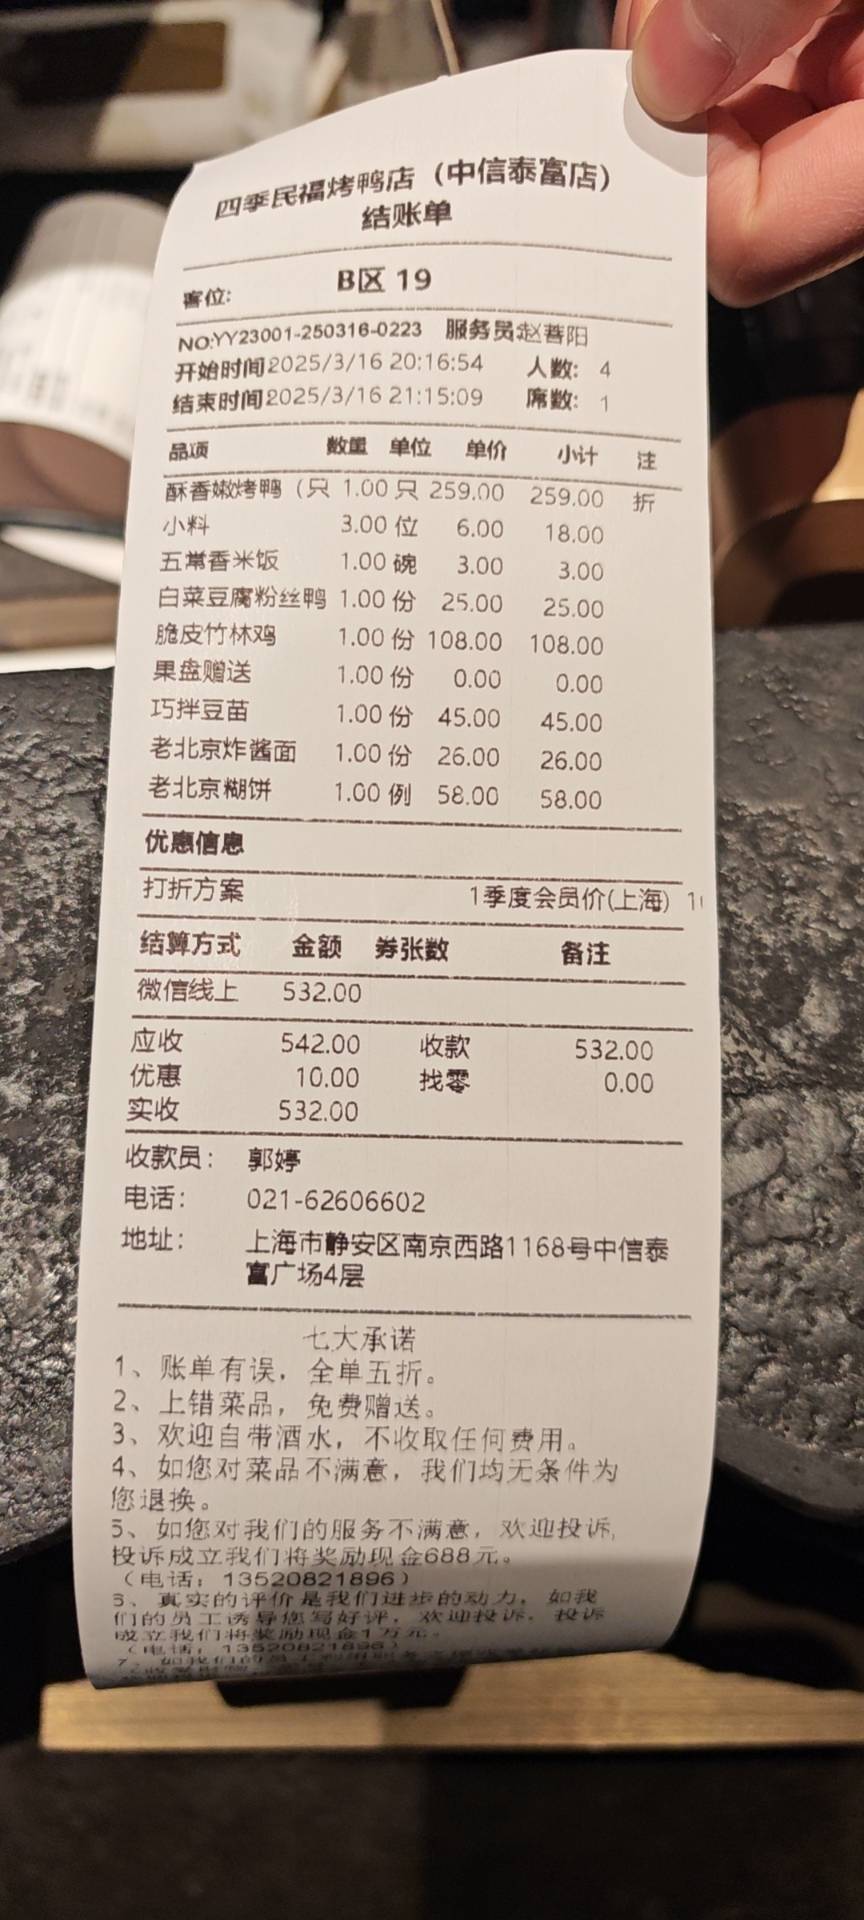 四季民福烤鸭店（中信泰富店）
结账单
客位: B区 19
NO:YY23001-250316-0223 服务员:赵蓓阳
开始时间2025/3/16 20:16:54 人数: 4
结束时间2025/3/16 21:15:09 席数: 1
品项 数量 单位 单价 小计 注
酥香嫩烤鸭（只 1.00 只 259.00 259.00 折
小料 3.00 位 6.00 18.00
五常香米饭 1.00 碗 3.00 3.00
白菜豆腐粉丝鸭 1.00 份 25.00 25.00
脆皮竹林鸡 1.00 份 108.00 108.00
果盘赠送 1.00 份 0.00 0.00
巧拌豆苗 1.00 份 45.00 45.00
老北京炸酱面 1.00 份 26.00 26.00
老北京糊饼 1.00 例 58.00 58.00
优惠信息
打折方案 1季度会员价(上海)
结算方式 金额 券张数 备注
微信线上 532.00
应收 542.00 收款 532.00
优惠 10.00 找零 0.00
实收 532.00
收款员: 郭婷
电话: 021-62606602
地址: 上海市静安区南京西路1168号中信泰
富广场4层
七大承诺
1、账单有误，全单五折。
2、上错菜品，免费赠送。
3、欢迎自带酒水，不收取任何费用。
4、如您对菜品不满意，我们均无条件为
您退换。
5、如您对我们的服务不满意，欢迎投诉，
投诉成立我们将奖励现金688元。
（电话：13520821896）
6、真实的评价是我们进步的动力，如我
们的员工诱导您写好评，欢迎投诉。投诉
成立我们将奖励现金1万元。
（电话：13520821896）